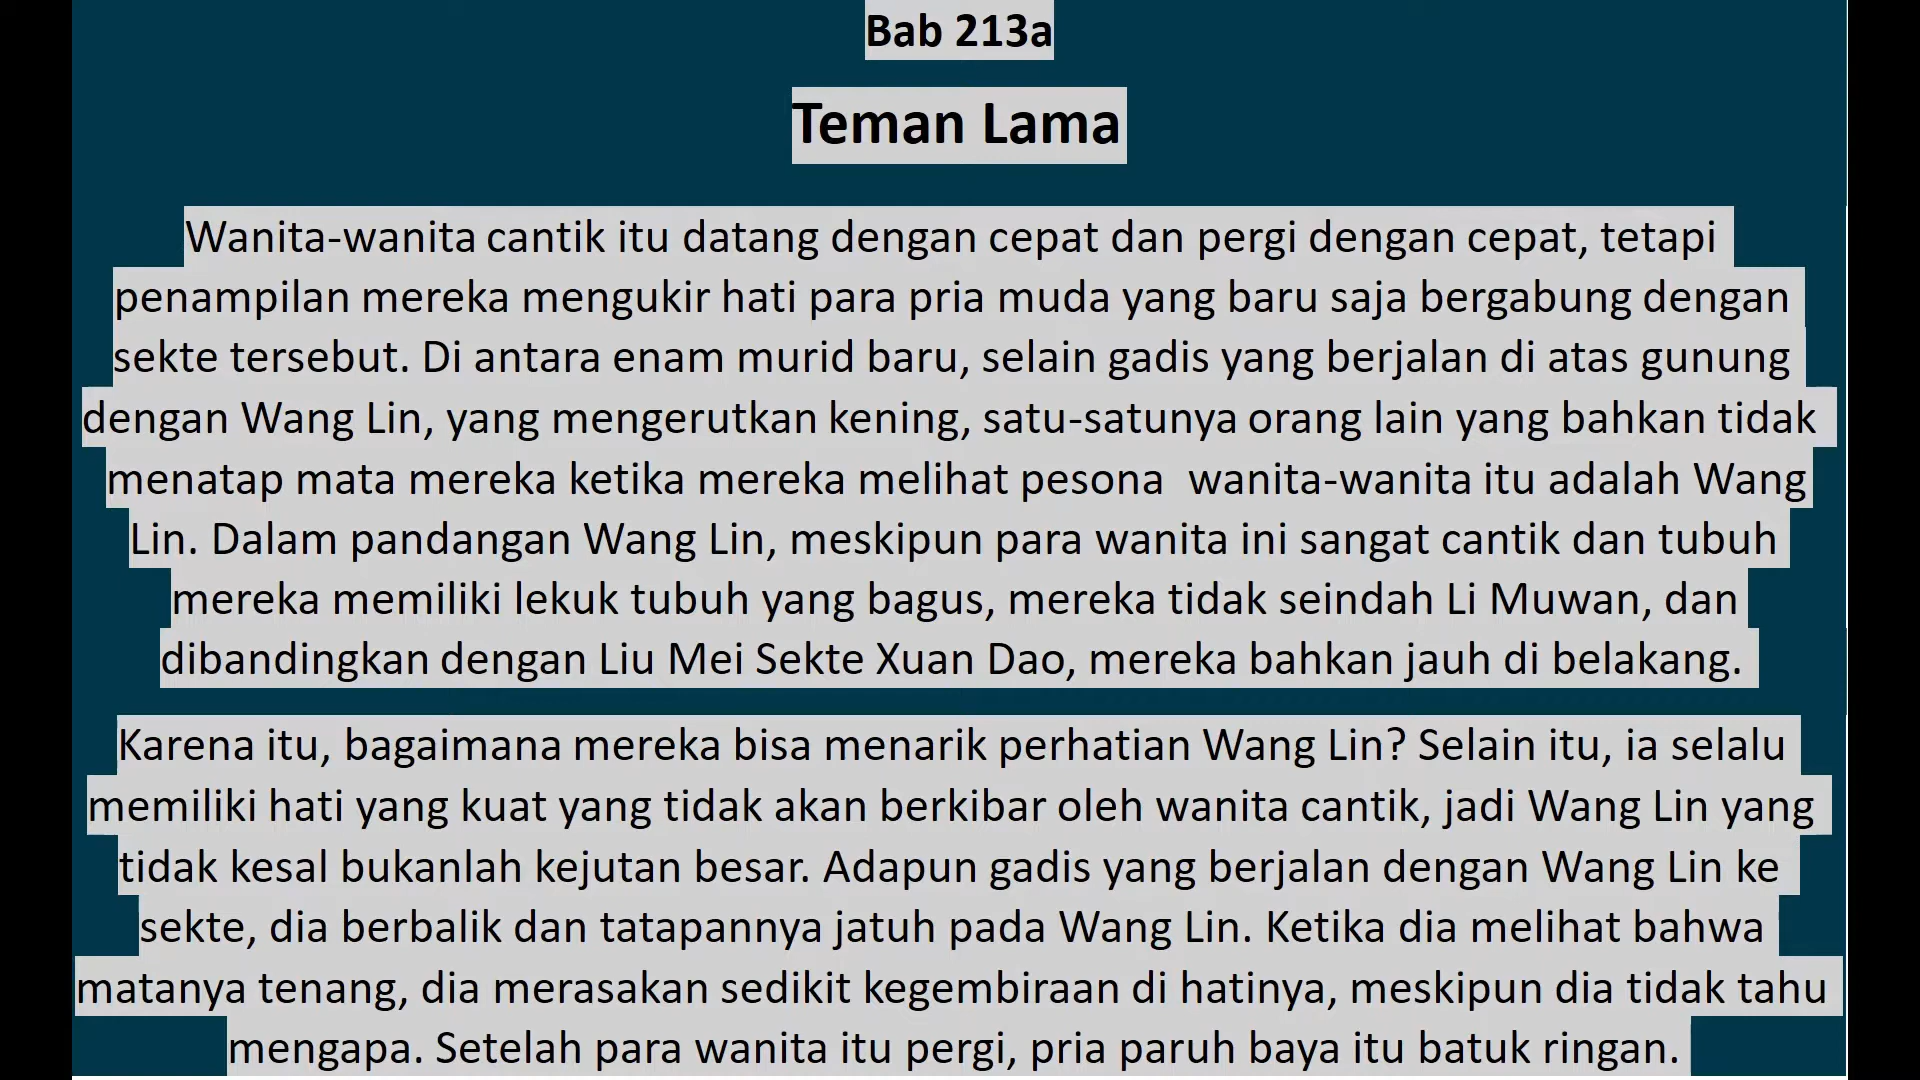 Bab 213a
Teman Lama
Wanita-wanita cantik itu datang dengan cepat dan pergi dengan cepat, tetapi
penampilan mereka mengukir hati para pria muda yang baru saja bergabung dengan
sekte tersebut. Di antara enam murid baru, selain gadis yang berjalan di atas gunung
dengan Wang Lin, yang mengerutkan kening, satu-satunya orang lain yang bahkan tidak
menatap mata mereka ketika mereka melihat pesona  wanita-wanita itu adalah Wang
Lin. Dalam pandangan Wang Lin, meskipun para wanita ini sangat cantik dan tubuh
mereka memiliki lekuk tubuh yang bagus, mereka tidak seindah Li Muwan, dan
dibandingkan dengan Liu Mei Sekte Xuan Dao, mereka bahkan jauh di belakang.
Karena itu, bagaimana mereka bisa menarik perhatian Wang Lin? Selain itu, ia selalu
memiliki hati yang kuat yang tidak akan berkibar oleh wanita cantik, jadi Wang Lin yang
tidak kesal bukanlah kejutan besar. Adapun gadis yang berjalan dengan Wang Lin ke
sekte, dia berbalik dan tatapannya jatuh pada Wang Lin. Ketika dia melihat bahwa
matanya tenang, dia merasakan sedikit kegembiraan di hatinya, meskipun dia tidak tahu
mengapa. Setelah para wanita itu pergi, pria paruh baya itu batuk ringan.